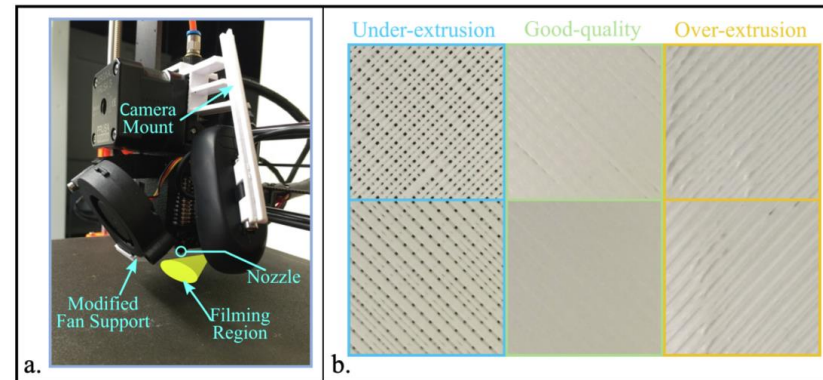 Camera
Mount
Nozzle
Modified
Fan Support
Filming
Region
a.
Under-extrusion
Good-quality
Over-extrusion
b.